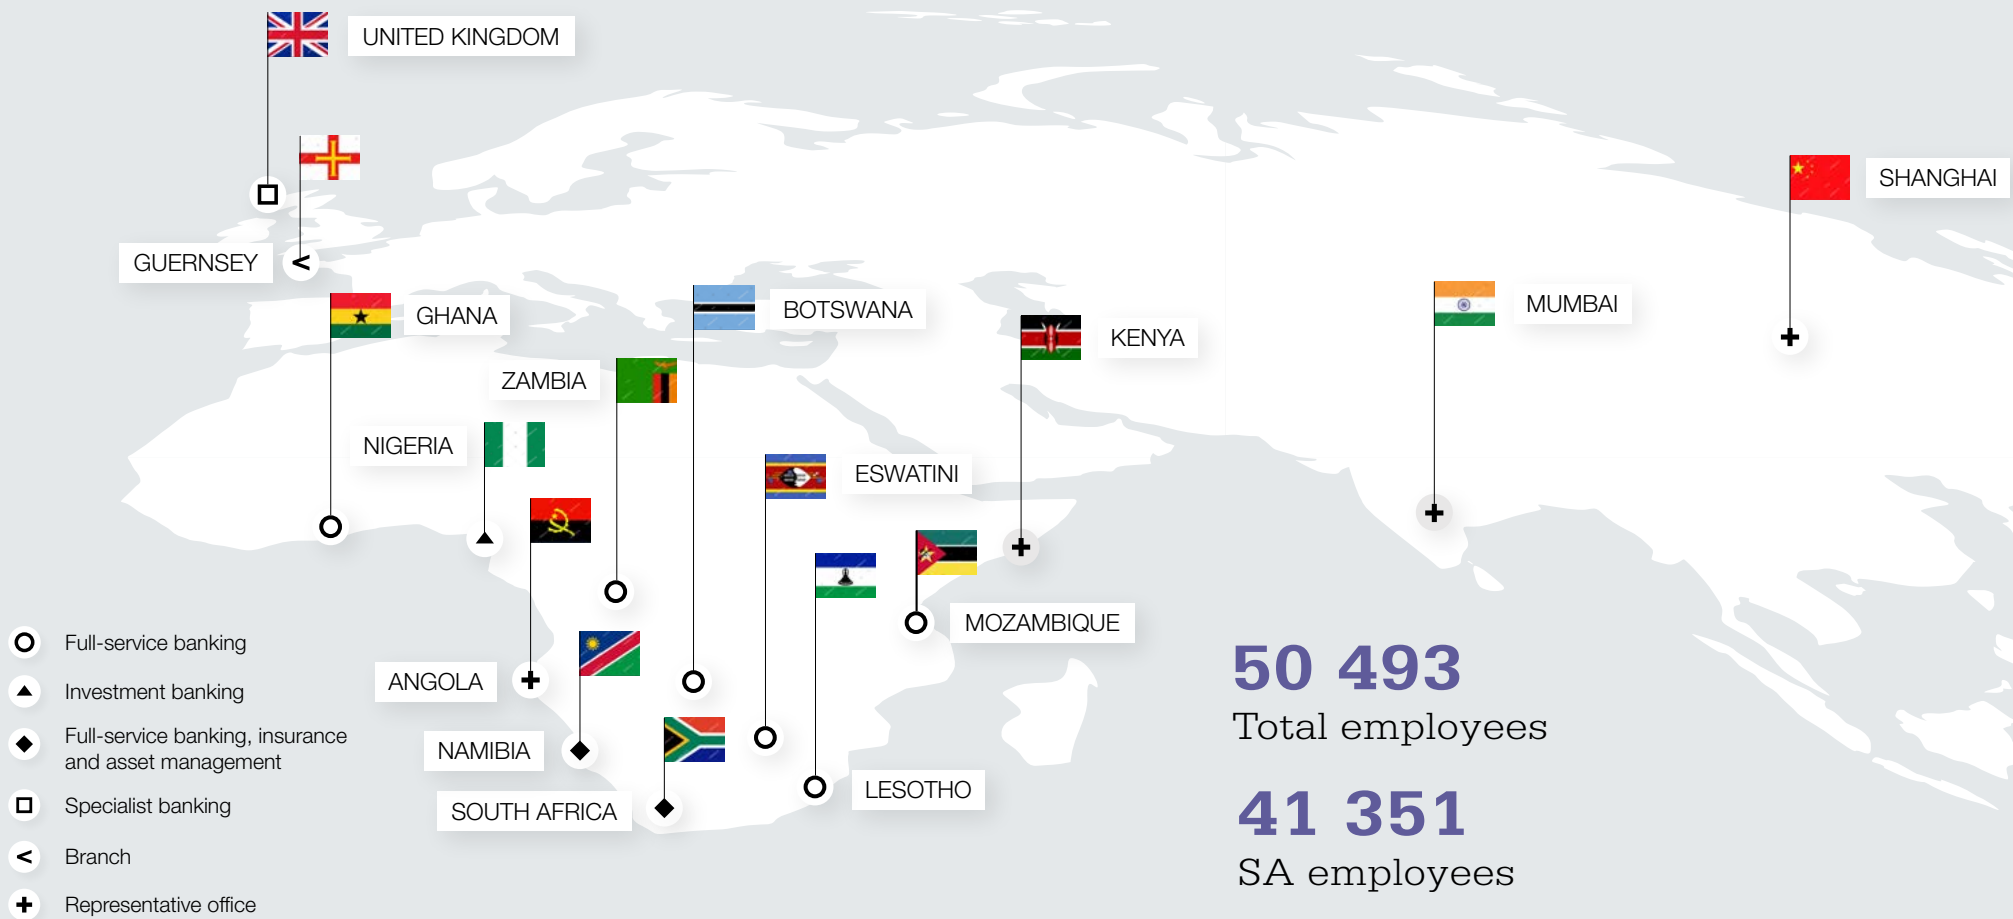 UNITED KINGDOM
SHANGHAI
GUERNSEY
GHANA
BOTSWANA
MUMBAI
KENYA
ZAMBIA
NIGERIA
ESWATINI
MOZAMBIQUE
ANGOLA
NAMIBIA
LESOTHO
SOUTH AFRICA
Full-service banking
Investment banking
Full-service banking, insurance
and asset management
Specialist banking
Branch
Representative office
50 493
Total employees
41 351
SA employees